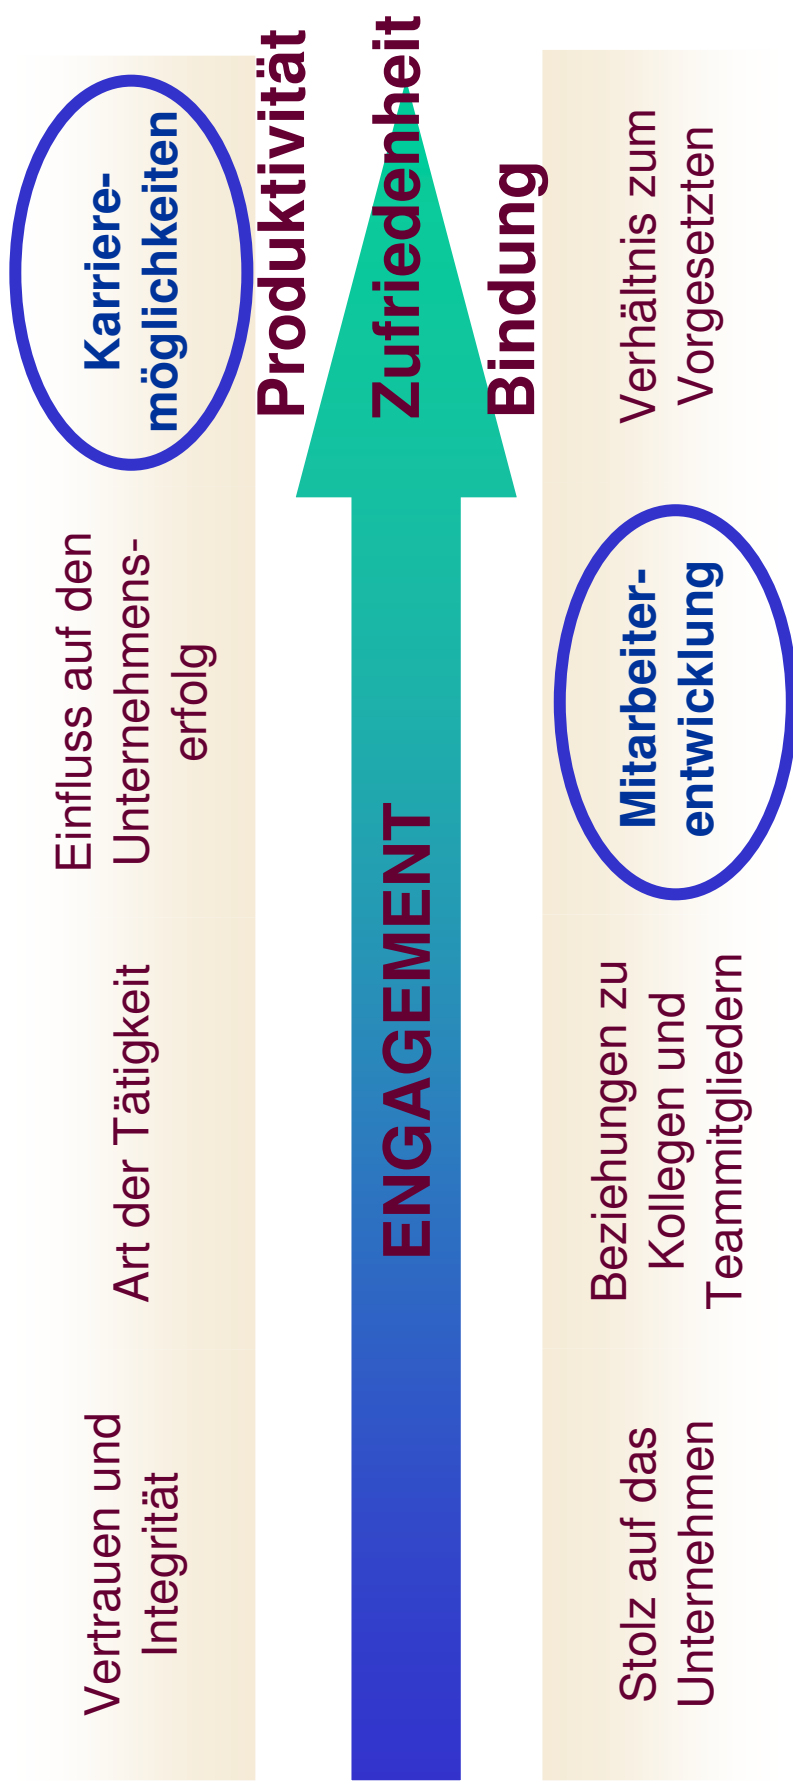 Vertrauen und
Integrität
Art der Tätigkeit
Einfluss auf den
Unternehmens-
erfolg
Karriere-
möglichkeiten
ENGAGEMENT
Produktivität
Zufriedenheit
Bindung
Stolz auf das
Unternehmen
Beziehungen zu
Kollegen und
Teammitgliedern
Mitarbeiter-
entwicklung
Verhältnis zum
Vorgesetzten